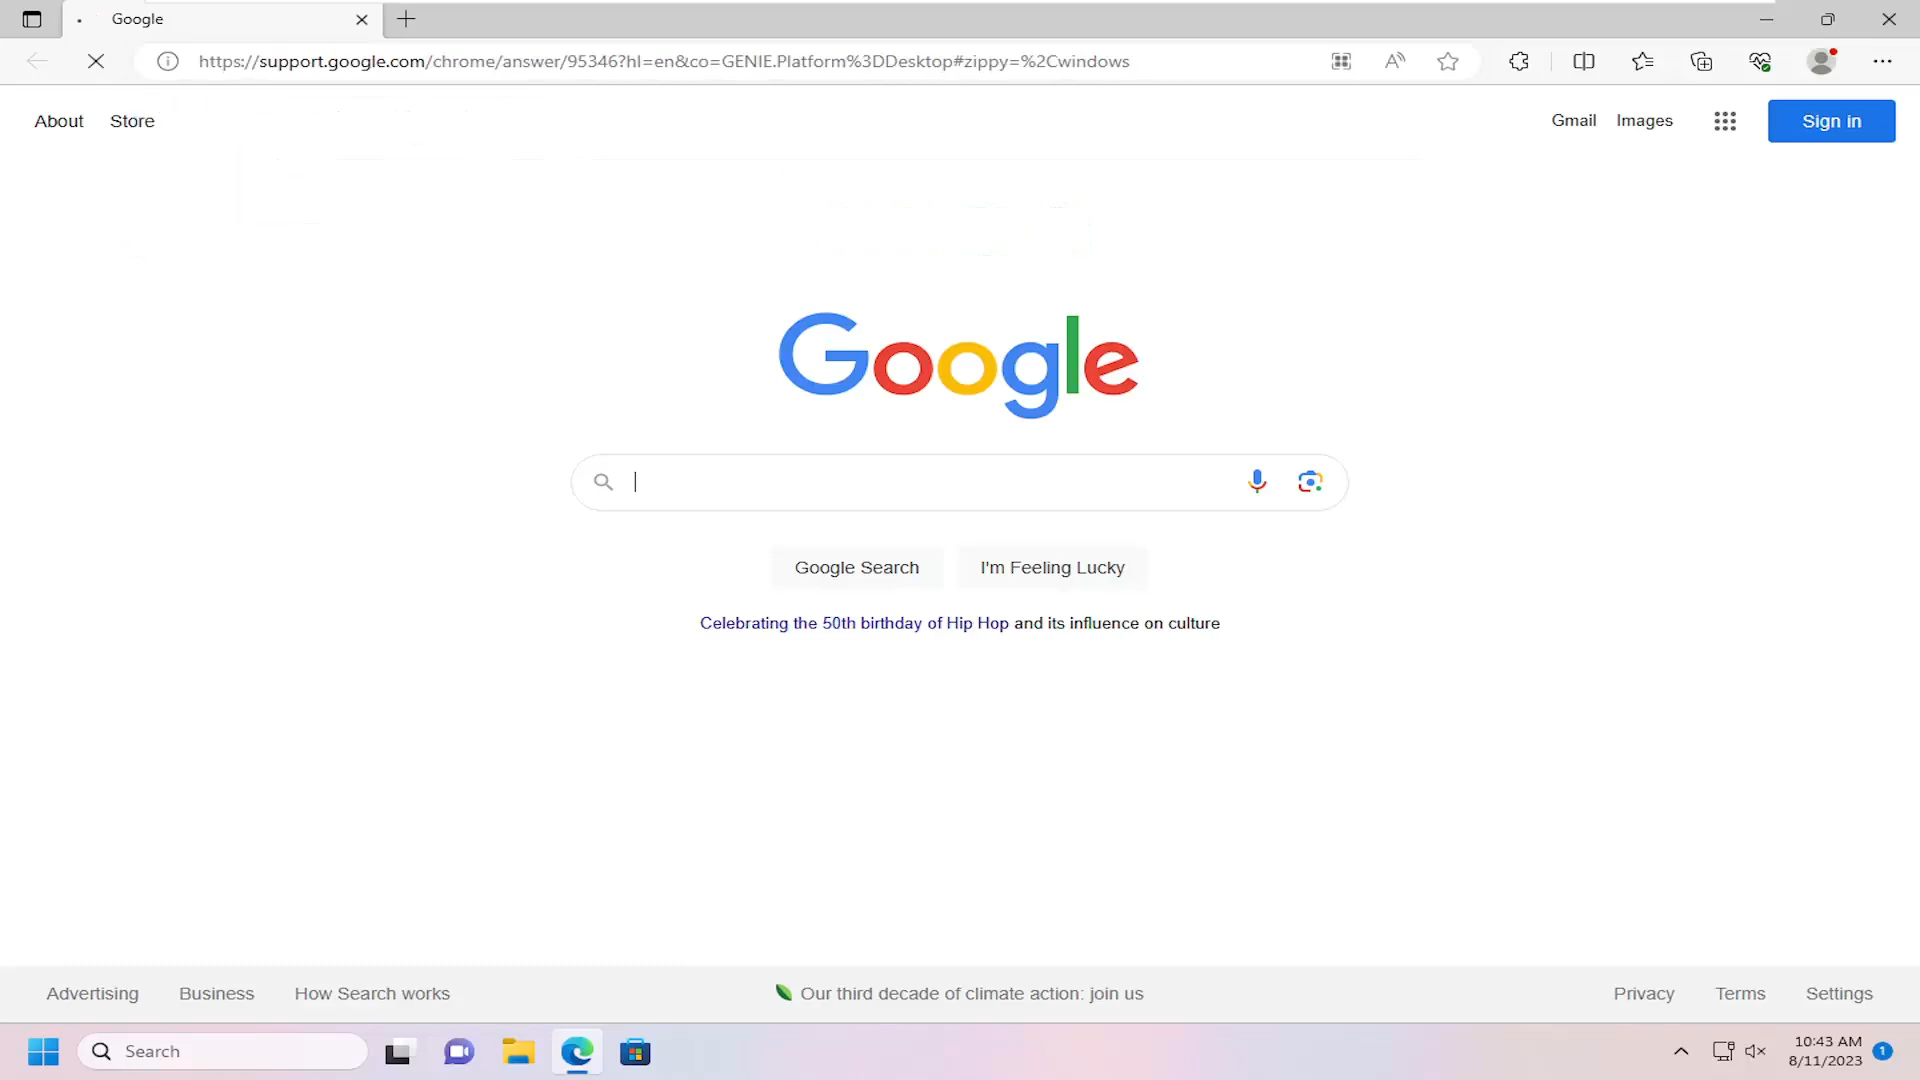 Google
https://support.google.com/chrome/answer/95346?hl=en&co=GENIE.Platform%3DDesktop#zippy=%2Cwindows
About Store Gmail Images Sign in
Google
Google Search I'm Feeling Lucky
Celebrating the 50th birthday of Hip Hop and its influence on culture
Advertising Business How Search works Our third decade of climate action: join us Privacy Terms Settings
Search 10:43 AM
8/11/2023 1